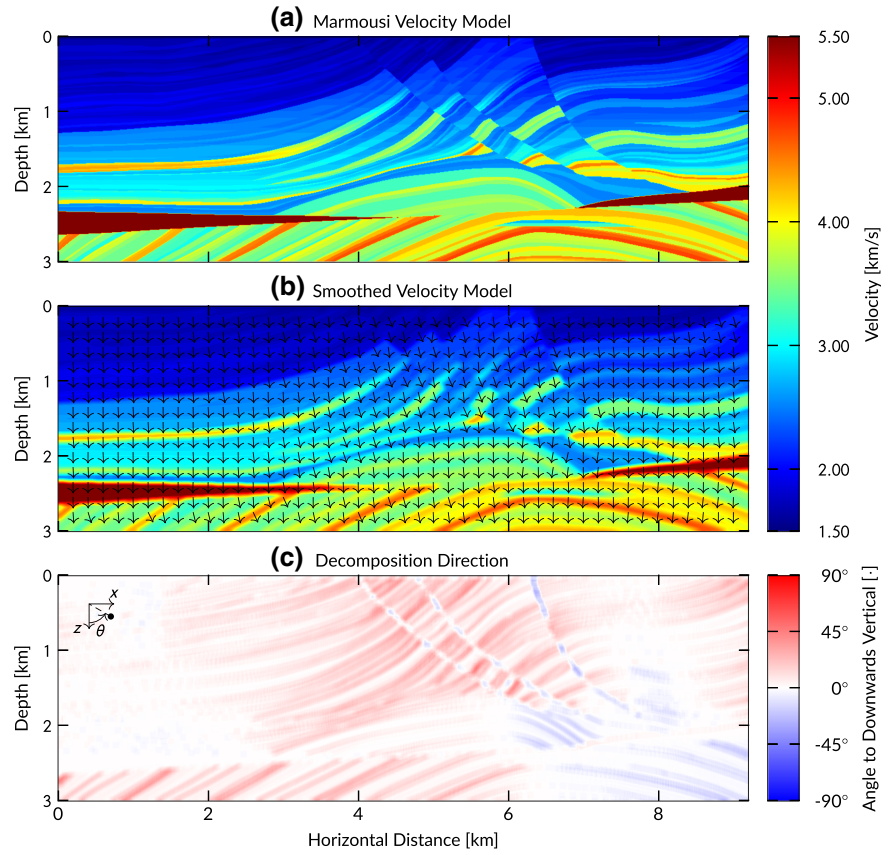 (a) Marmousi Velocity Model
0
1
2
3
Depth [km]
5.50
5.00
4.00
3.00
2.00
1.50
Velocity [km/s]
(b) Smoothed Velocity Model
0
1
2
3
Depth [km]
(c) Decomposition Direction
0
1
2
3
Depth [km]
x
z
θ
90°
45°
0°
-45°
-90°
Angle to Downwards Vertical [·]
0 2 4 6 8
Horizontal Distance [km]